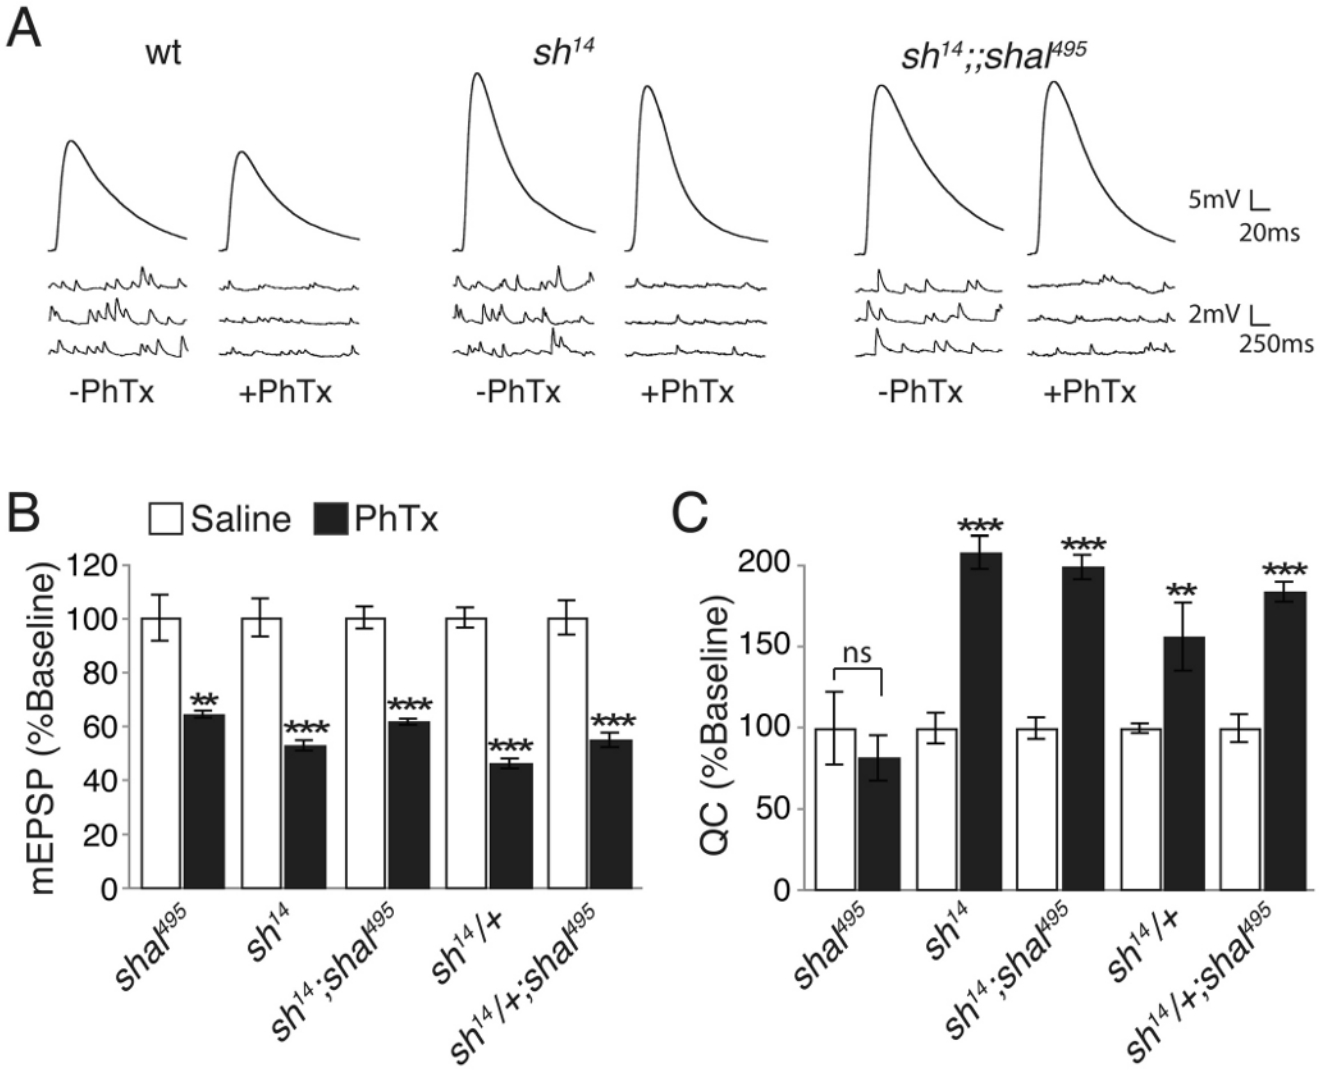 A
wt
sh14
sh14;;shal495
5mV
20ms
2mV
250ms
-PhTx +PhTx -PhTx +PhTx -PhTx +PhTx
B
Saline PhTx
mEPSP (%Baseline)
120
100
80
60
40
20
0
**
***
***
***
***
shal495
sh14
sh14;shal495
sh14/+
sh14/+;shal495
C
QC (%Baseline)
200
150
100
50
0
ns
***
***
**
***
shal495
sh14
sh14;shal495
sh14/+
sh14/+;shal495